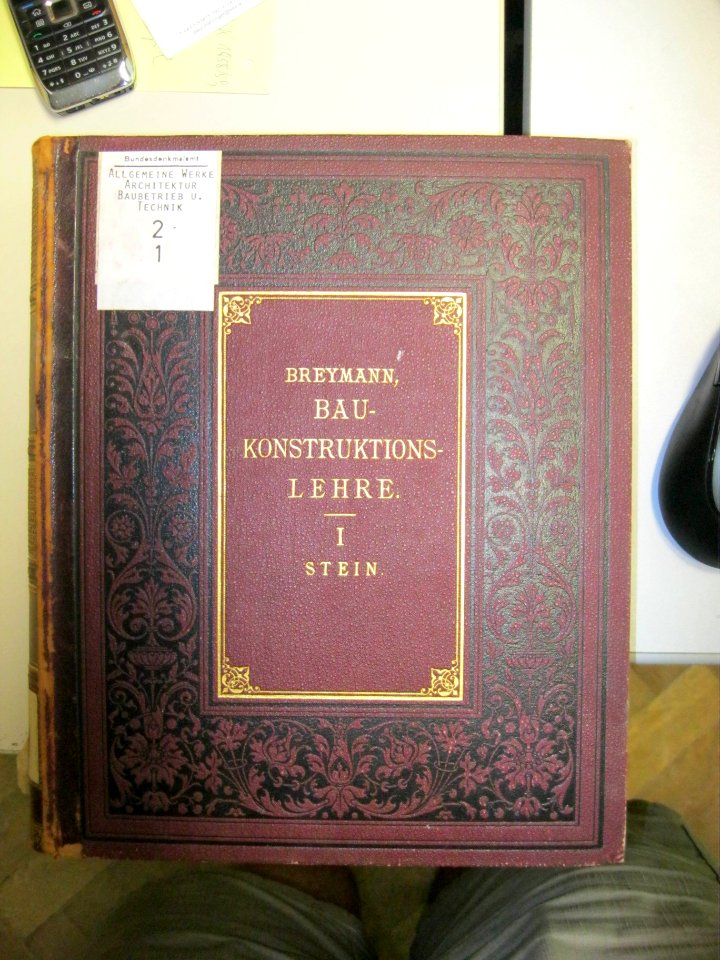 Bundesdenkmalamt
ALLGEMEINE WERKE
ARCHITEKTUR
BAUBETRIEB U.
TECHNIK
2
1
BREYMANN,
BAU-
KONSTRUKTIONS-
LEHRE.
I
STEIN.